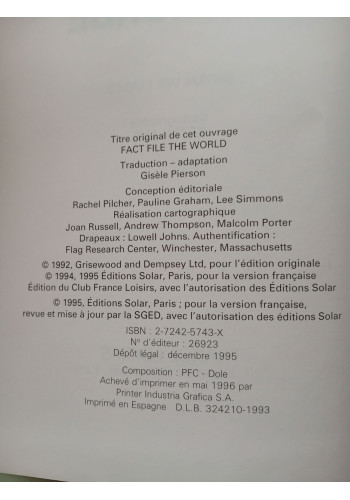 Titre original de cet ouvrage
FACT FILE THE WORLD
Traduction – adaptation
Gisèle Pierson
Conception éditoriale
Rachel Pilcher, Pauline Graham, Lee Simmons
Réalisation cartographique
Joan Russell, Andrew Thompson, Malcolm Porter
Drapeaux : Lowell Johns. Authentification :
Flag Research Center, Winchester, Massachusetts
© 1992, Grisewood and Dempsey Ltd, pour l'édition originale
© 1994, 1995 Éditions Solar, Paris, pour la version française
Édition du Club France Loisirs, avec l'autorisation des Éditions Solar
© 1995, Éditions Solar, Paris ; pour la version française,
revue et mise à jour par la SGED, avec l'autorisation des éditions Solar
ISBN : 2-7242-5743-X
N° d'éditeur : 26923
Dépôt légal : décembre 1995
Composition : PFC - Dole
Achevé d'imprimer en mai 1996 par
Printer Industria Grafica S.A.
Imprimé en Espagne D.L.B. 324210-1993